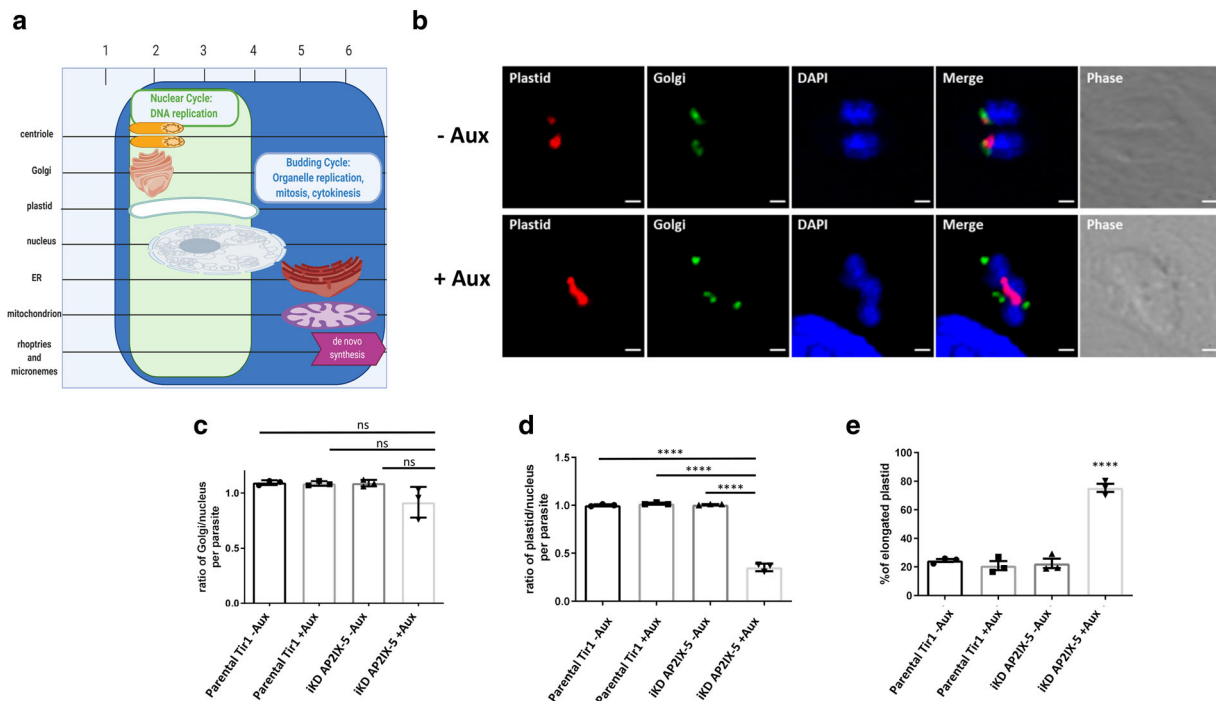 a
1 2 3 4 5 6
Nuclear Cycle:
DNA replication
Budding Cycle:
Organelle replication,
mitosis, cytokinesis
centriole
Golgi
plastid
nucleus
ER
mitochondrion
rhoptries
and
micronemes
de novo
synthesis
b
Plastid Golgi DAPI Merge Phase
- Aux
Plastid Golgi DAPI Merge Phase
+ Aux
c
ns
ns
ns
ratio of Golgi/nucleus
per parasite
1.0
0.5
0.0
Parental Tir1 -Aux
Parental Tir1 +Aux
iKD AP2IX-5 -Aux
iKD AP2IX-5 +Aux
d
****
****
****
ratio of plastid/nucleus
per parasite
1.5
1.0
0.5
0.0
Parental Tir1 -Aux
Parental Tir1 +Aux
iKD AP2IX-5 -Aux
iKD AP2IX-5 +Aux
e
****
%of elongated plastid
100
80
60
40
20
0
Parental Tir1 -Aux
Parental Tir1 +Aux
iKD AP2IX-5 -Aux
iKD AP2IX-5 +Aux